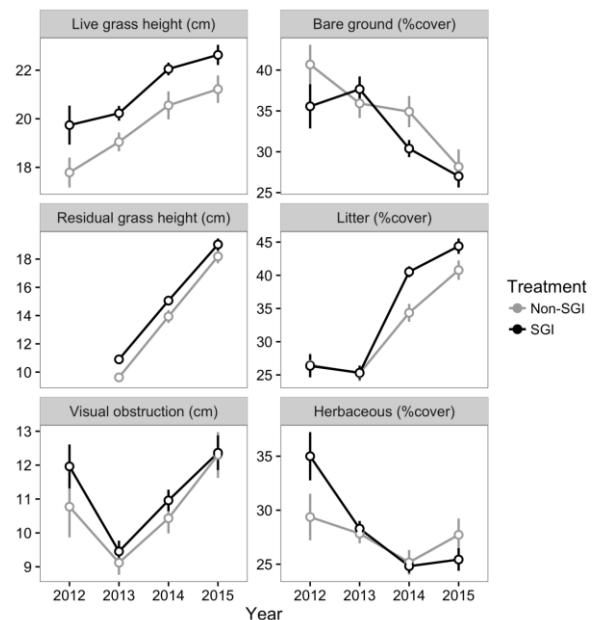 Live grass height (cm)
Bare ground (%cover)
22
20
18
40
35
30
25
Residual grass height (cm)
Litter (%cover)
18
16
14
12
10
45
40
35
30
25
Treatment
Non-SGI
SGI
Visual obstruction (cm)
Herbaceous (%cover)
13
12
11
10
9
35
30
25
2012 2013 2014 2015
2012 2013 2014 2015
Year